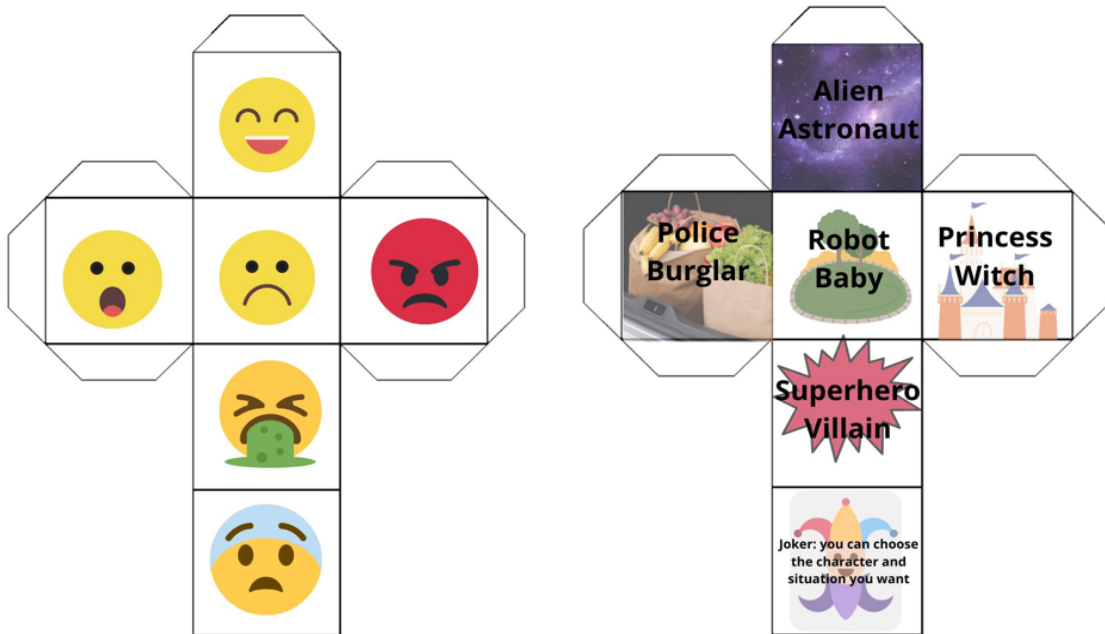 Alien
Astronaut
Police
Burglar
Robot
Baby
Princess
Witch
Superhero
Villain
Joker: you can choose
the character and
situation you want